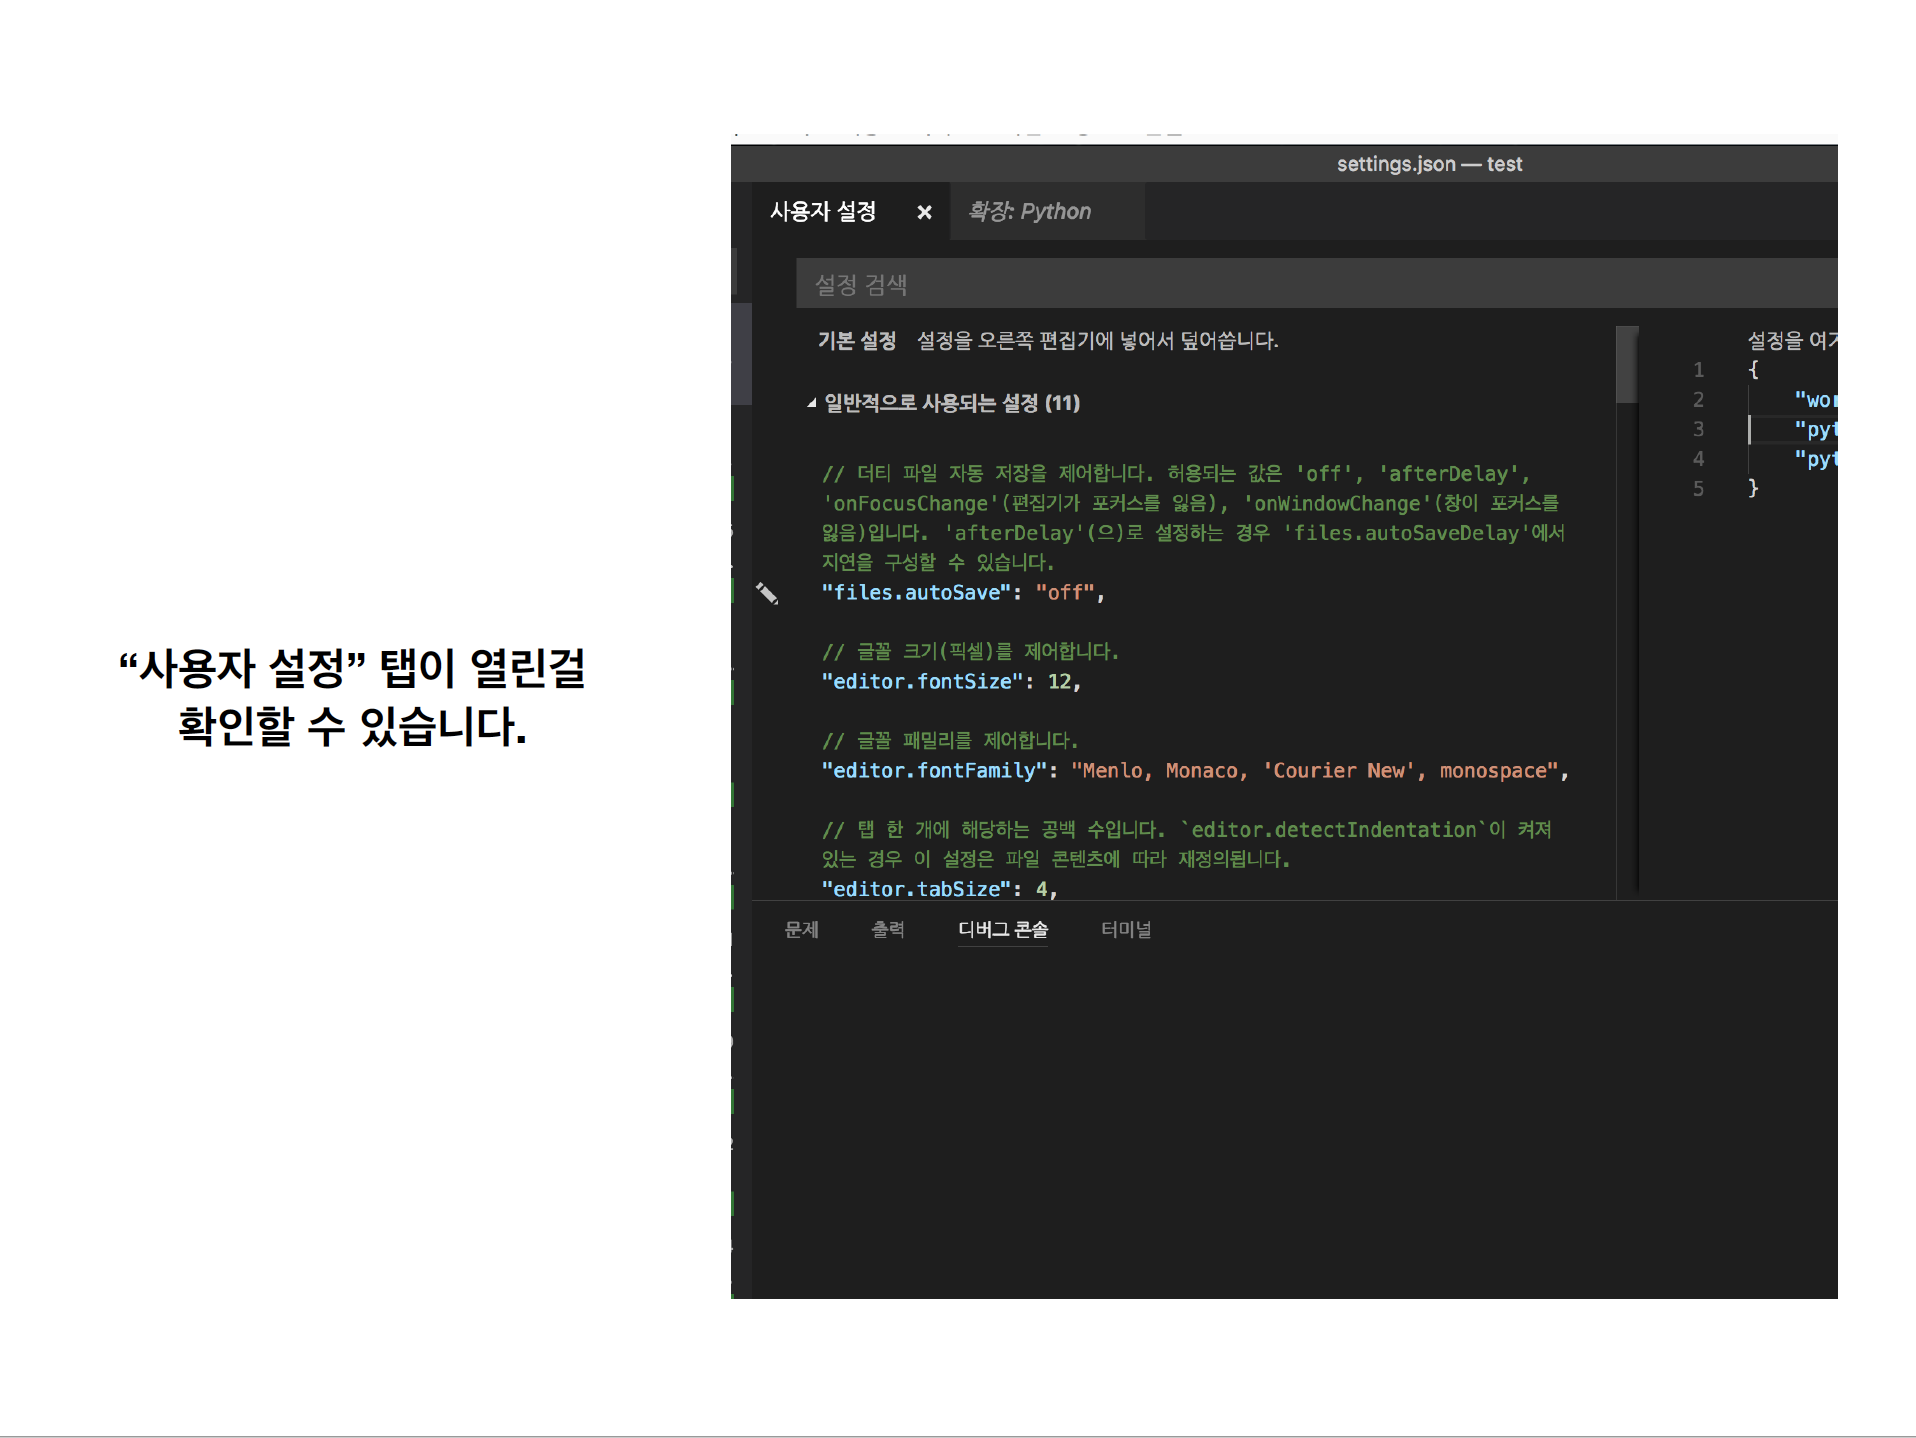 “사용자 설정” 탭이 열린걸
확인할 수 있습니다.
settings.json — test
사용자 설정 ×
확장: Python
설정 검색
기본 설정 설정을 오른쪽 편집기에 넣어서 덮어씁니다.
일반적으로 사용되는 설정 (11)
// 더티 파일 자동 저장을 제어합니다. 허용되는 값은 'off', 'afterDelay',
'onFocusChange'(편집기가 포커스를 잃음), 'onWindowChange'(창이 포커스를
잃음)입니다. 'afterDelay'(으)로 설정하는 경우 'files.autoSaveDelay'에서
지연을 구성할 수 있습니다.
"files.autoSave": "off",
// 글꼴 크기(픽셀)를 제어합니다.
"editor.fontSize": 12,
// 글꼴 패밀리를 제어합니다.
"editor.fontFamily": "Menlo, Monaco, 'Courier New', monospace",
// 탭 한 개에 해당하는 공백 수입니다. `editor.detectIndentation`이 켜져
있는 경우 이 설정은 파일 콘텐츠에 따라 재정의됩니다.
"editor.tabSize": 4,
설정을
1 {
2
3
4
5 }
문제 출력 디버그 콘솔 터미널